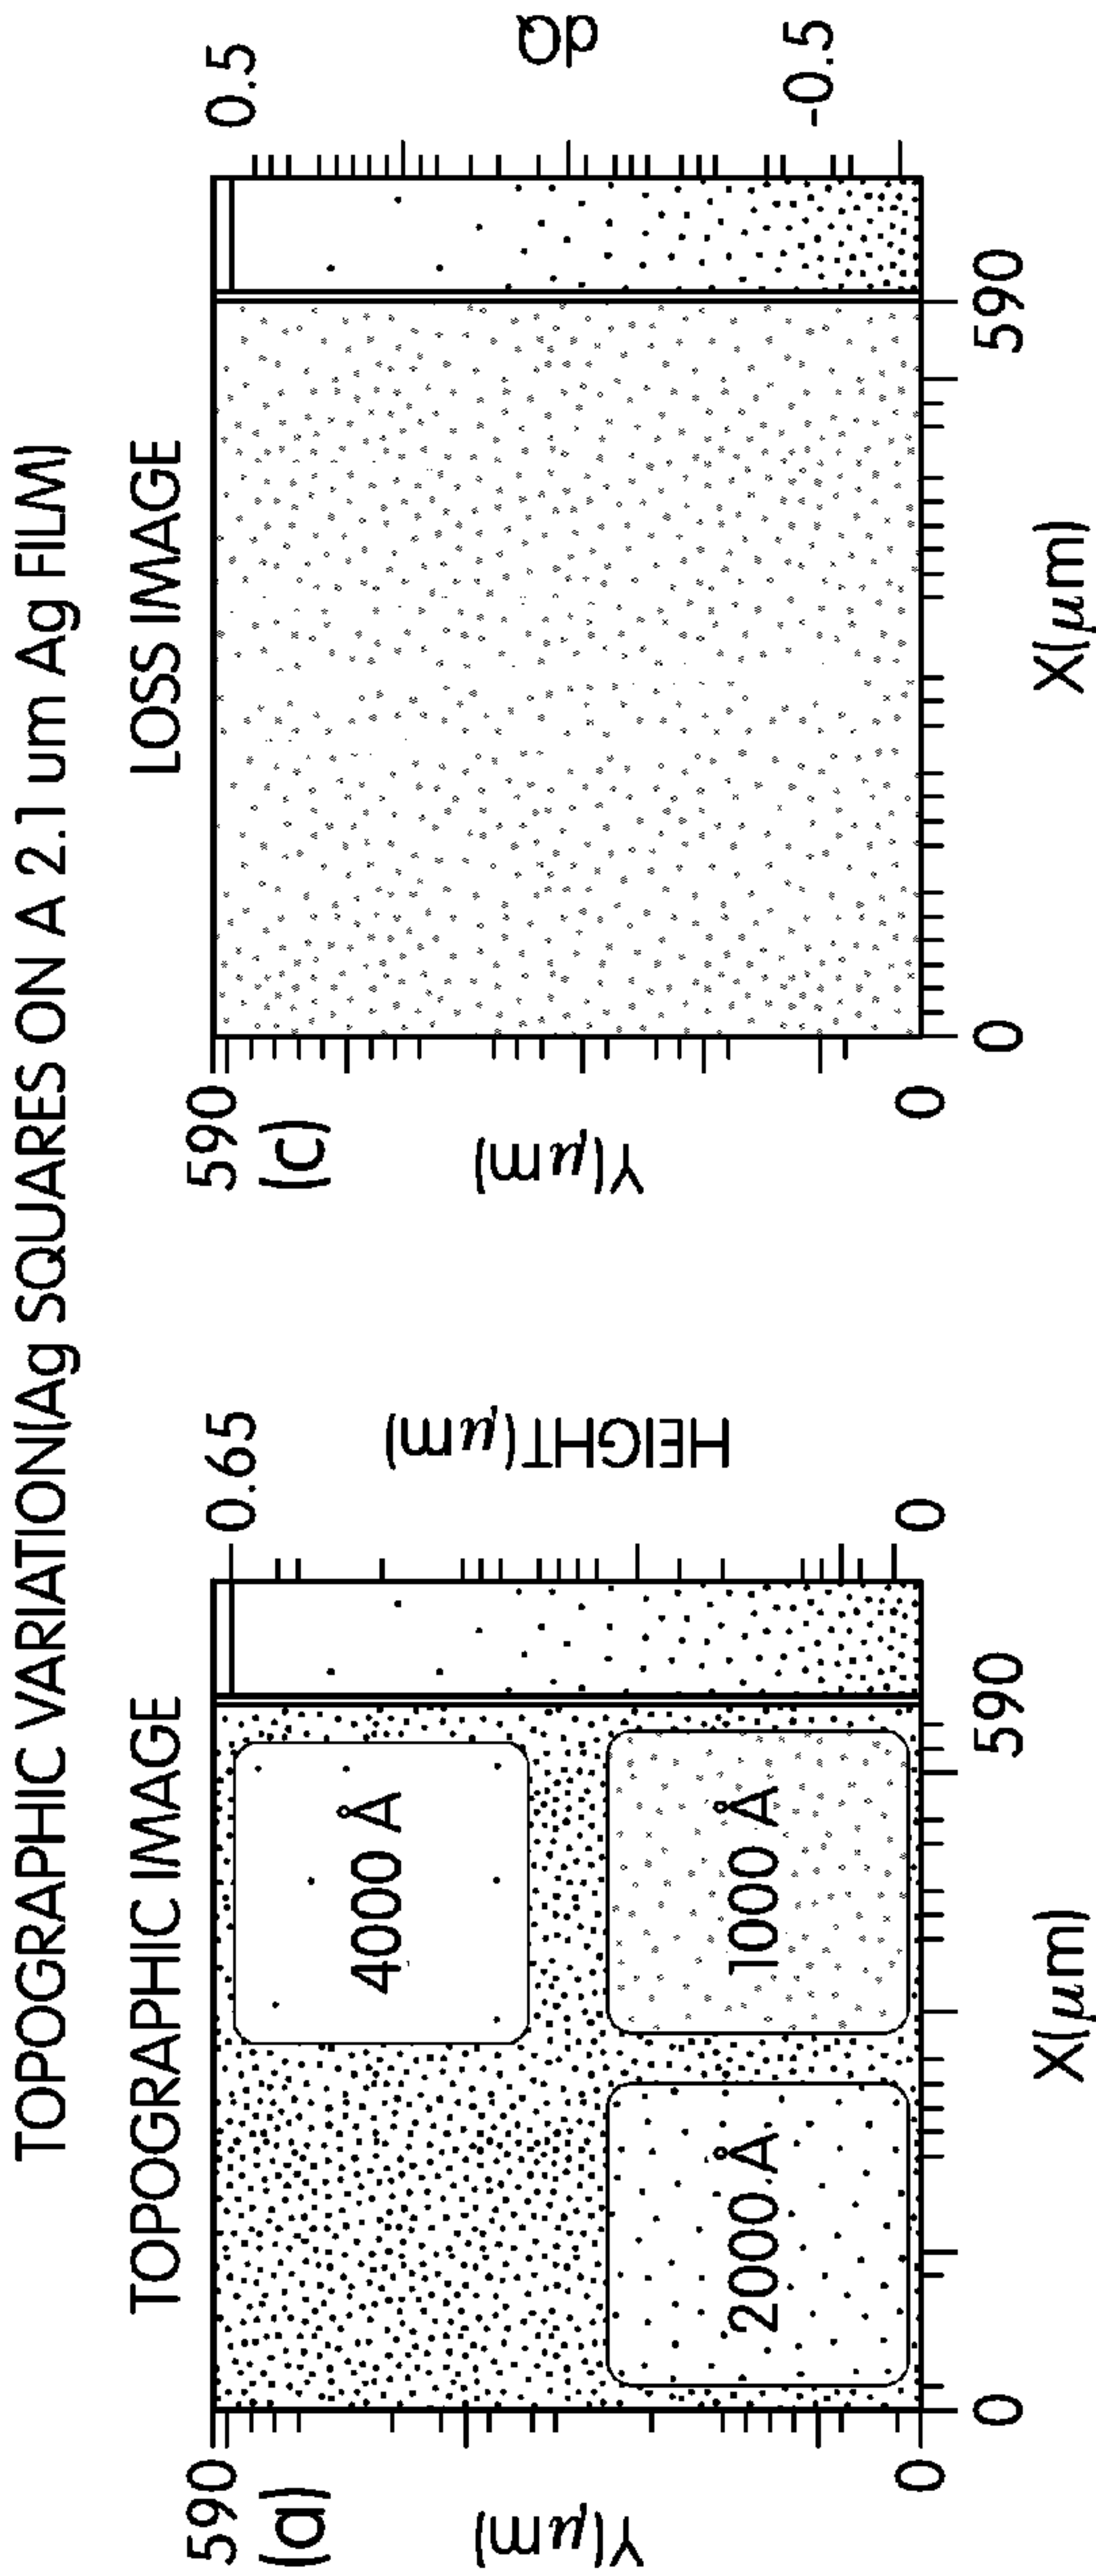 TOPOGRAPHIC VARIATION(Ag SQUARES ON A 2.1 um Ag FILM)
TOPOGRAPHIC IMAGE
590
(a)
Y(μm)
0
4000 Å
2000 Å
1000 Å
0.65
HEIGHT(μm)
0
0
590
X(μm)
LOSS IMAGE
590
(c)
Y(μm)
0
0.5
dQ
-0.5
0
590
X(μm)